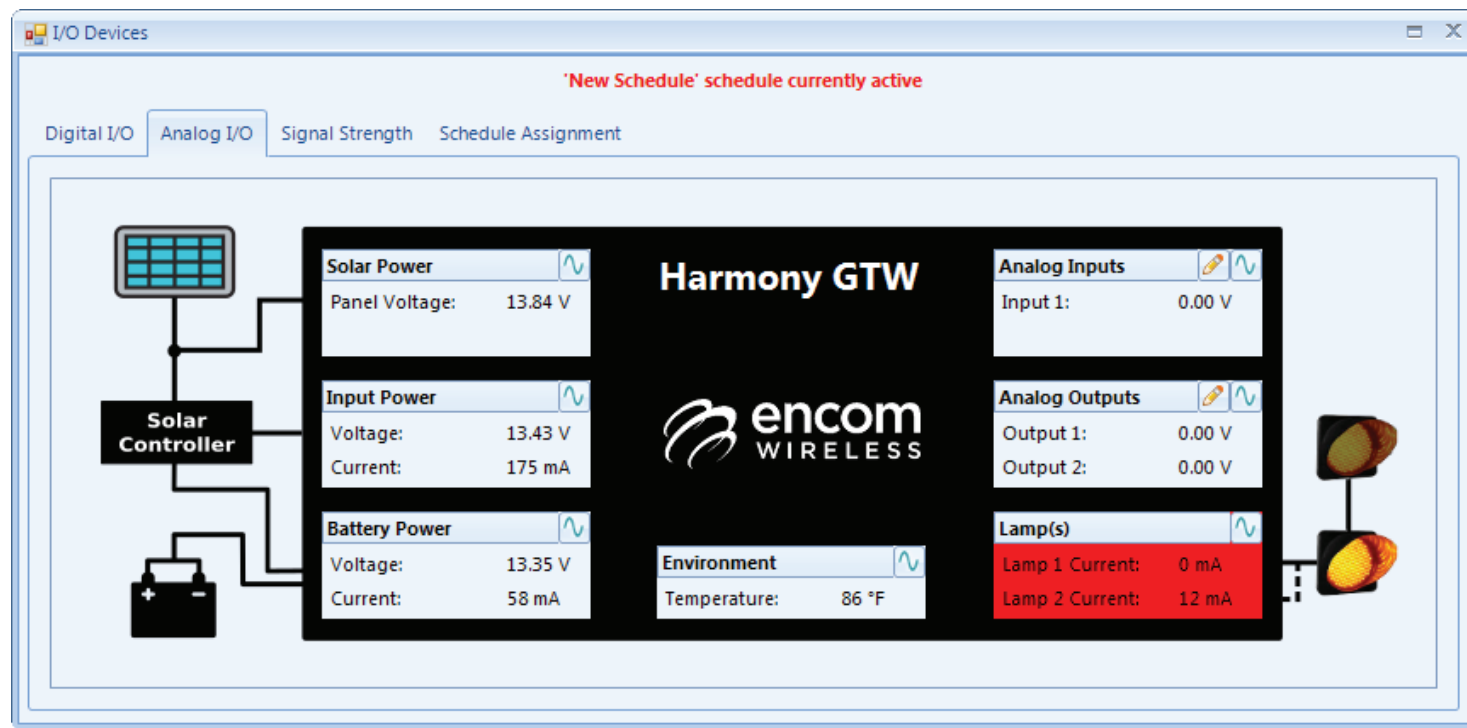 I/O Devices
'New Schedule' schedule currently active
Digital I/O Analog I/O Signal Strength Schedule Assignment
Solar Controller
Solar Power
Panel Voltage: 13.84 V
Input Power
Voltage: 13.43 V
Current: 175 mA
Battery Power
Voltage: 13.35 V
Current: 58 mA
+ -
Harmony GTW
encom
WIRELESS
Environment
Temperature: 86 °F
Analog Inputs
Input 1: 0.00 V
Analog Outputs
Output 1: 0.00 V
Output 2: 0.00 V
Lamp(s)
Lamp 1 Current: 0 mA
Lamp 2 Current: 12 mA